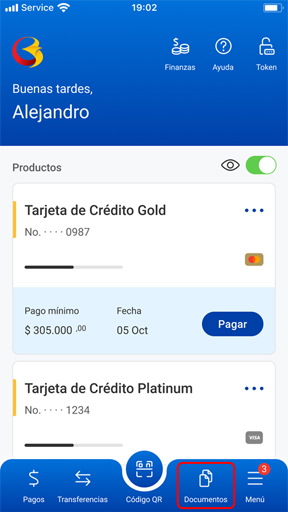 Service 19:02
Finanzas Ayuda Token
Buenas tardes,
Alejandro
Productos
Tarjeta de Crédito Gold
No. · · · · 0987
Pago mínimo Fecha
$ 305.000 ,00 05 Oct
Pagar
Tarjeta de Crédito Platinum
No. · · · · 1234
VISA
3
Pagos Transferencias Código QR Documentos Menú